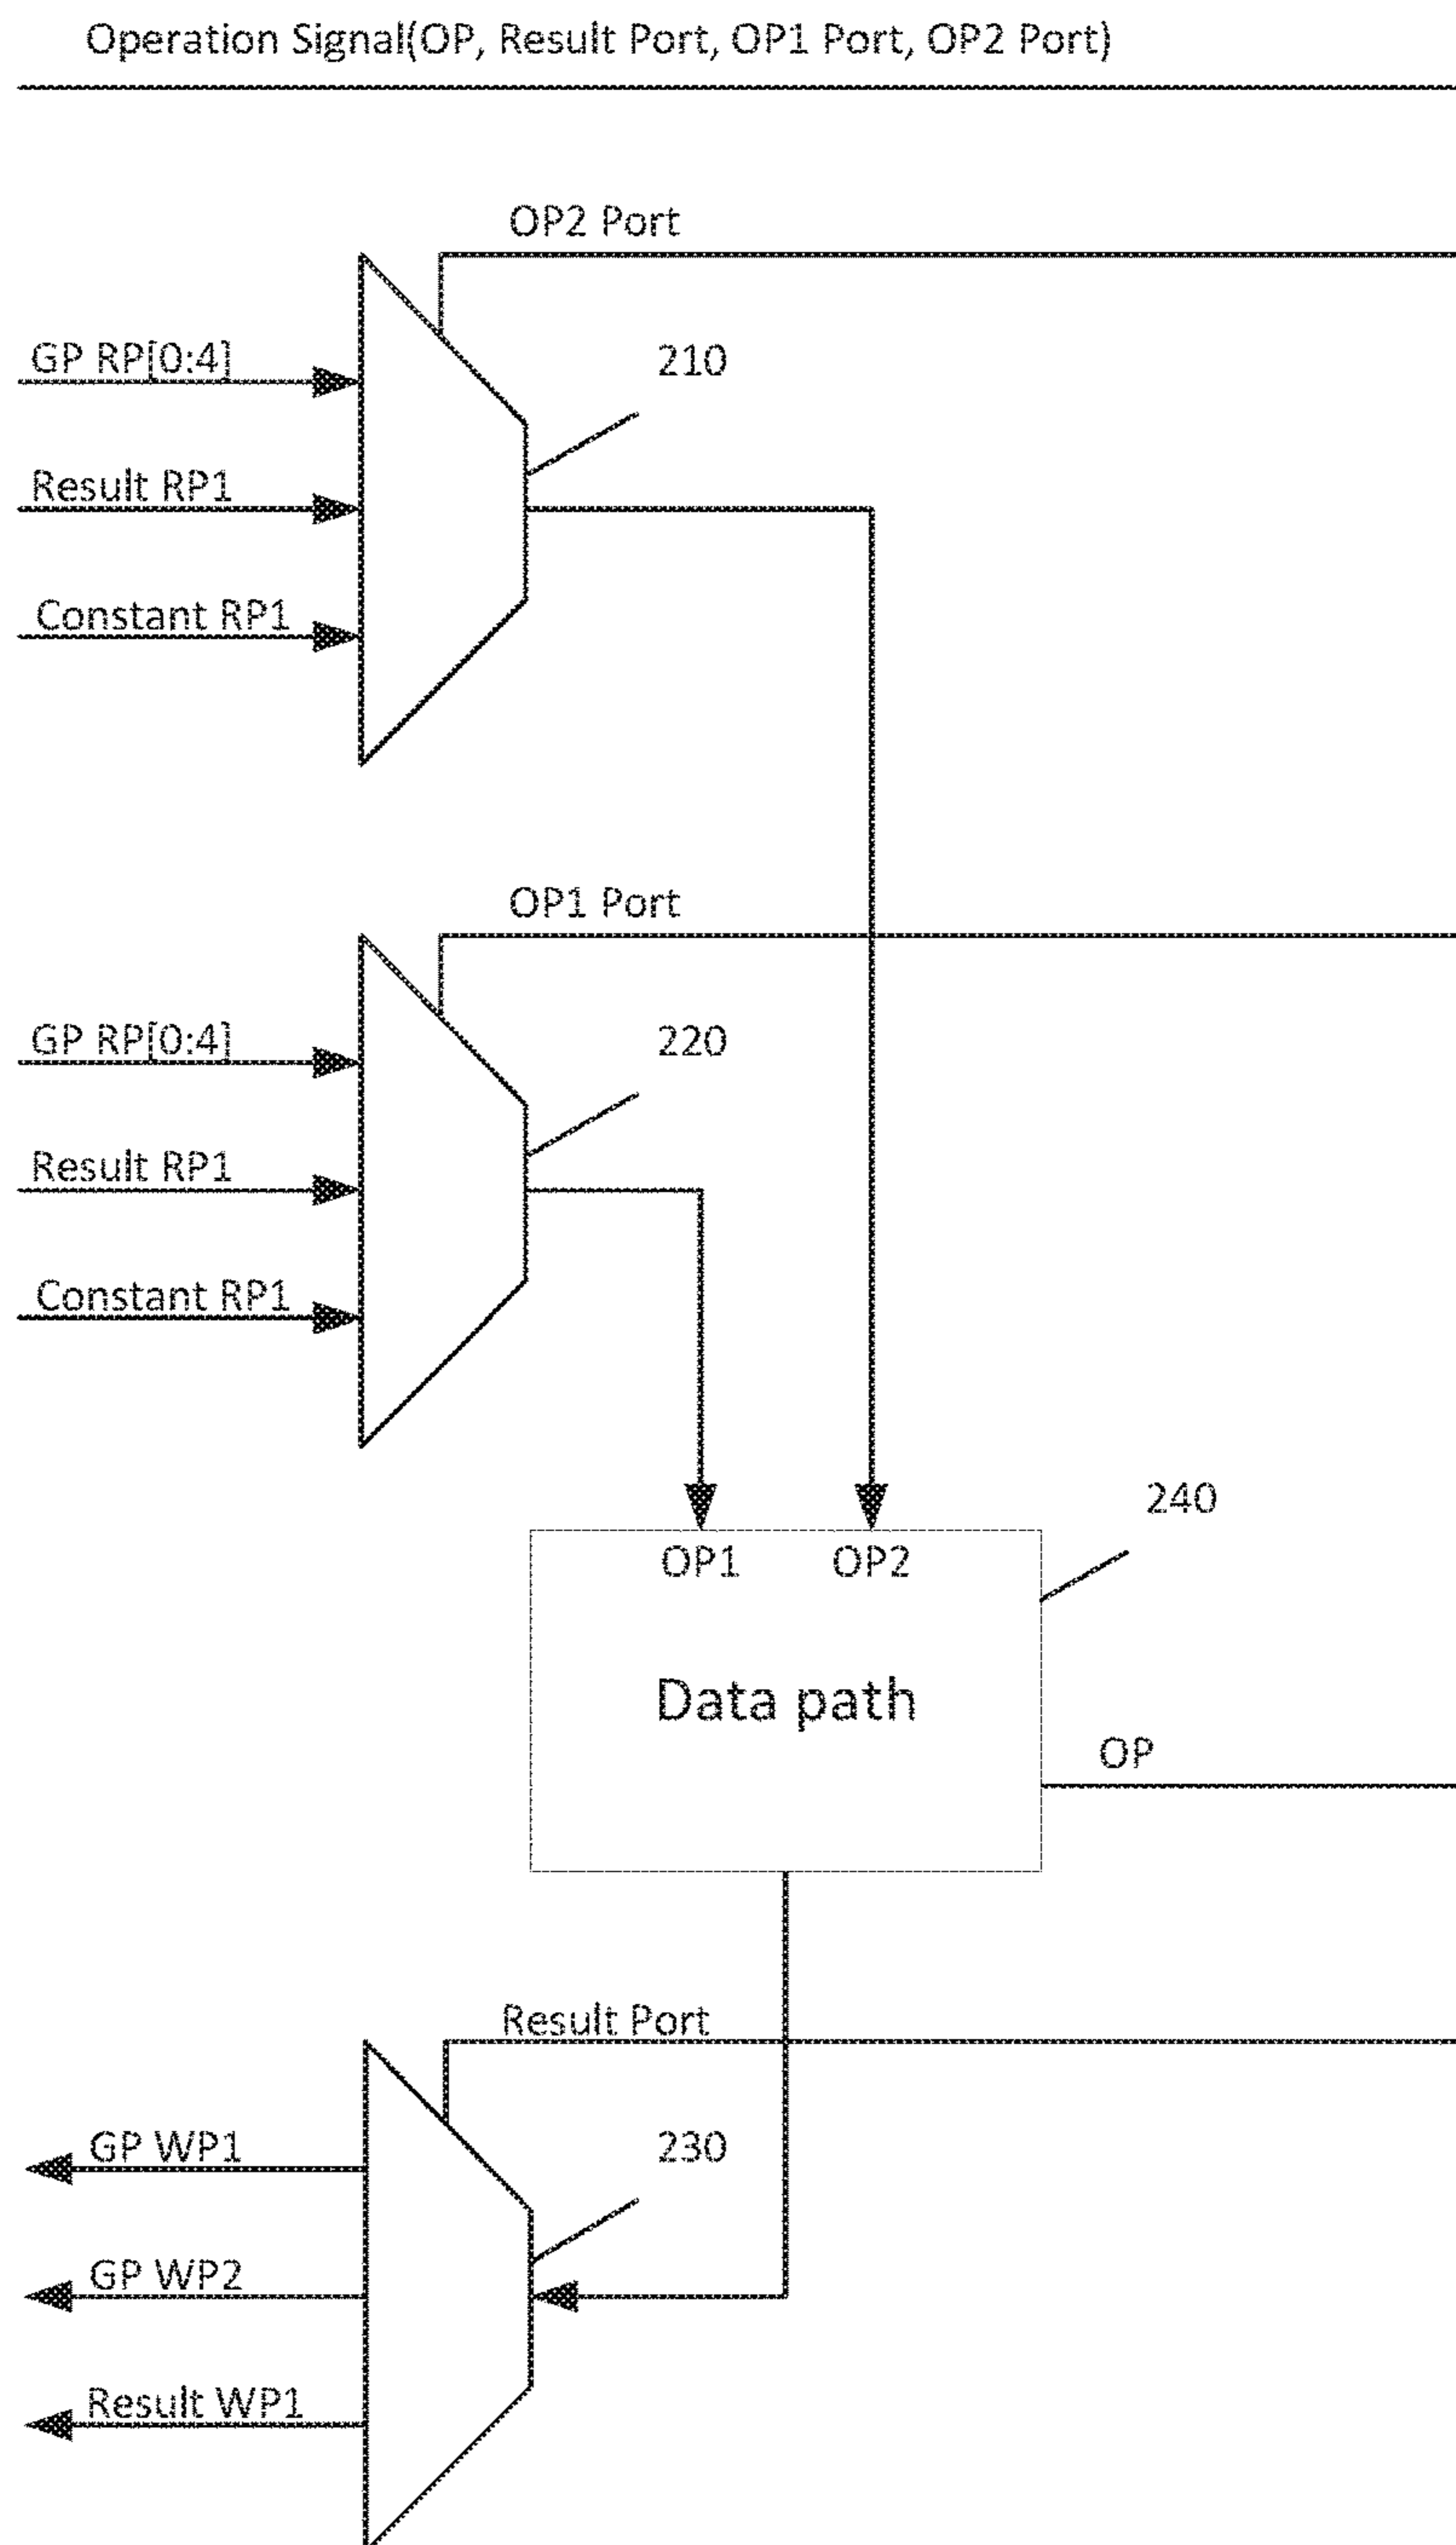 Operation Signal(OP, Result Port, OP1 Port, OP2 Port)
OP2 Port
GP RP[0:4]
210
Result RP1
Constant RP1
OP1 Port
GP RP[0:4]
220
Result RP1
Constant RP1
240
OP1 OP2
Data path
OP
Result Port
GP WP1
230
GP WP2
Result WP1